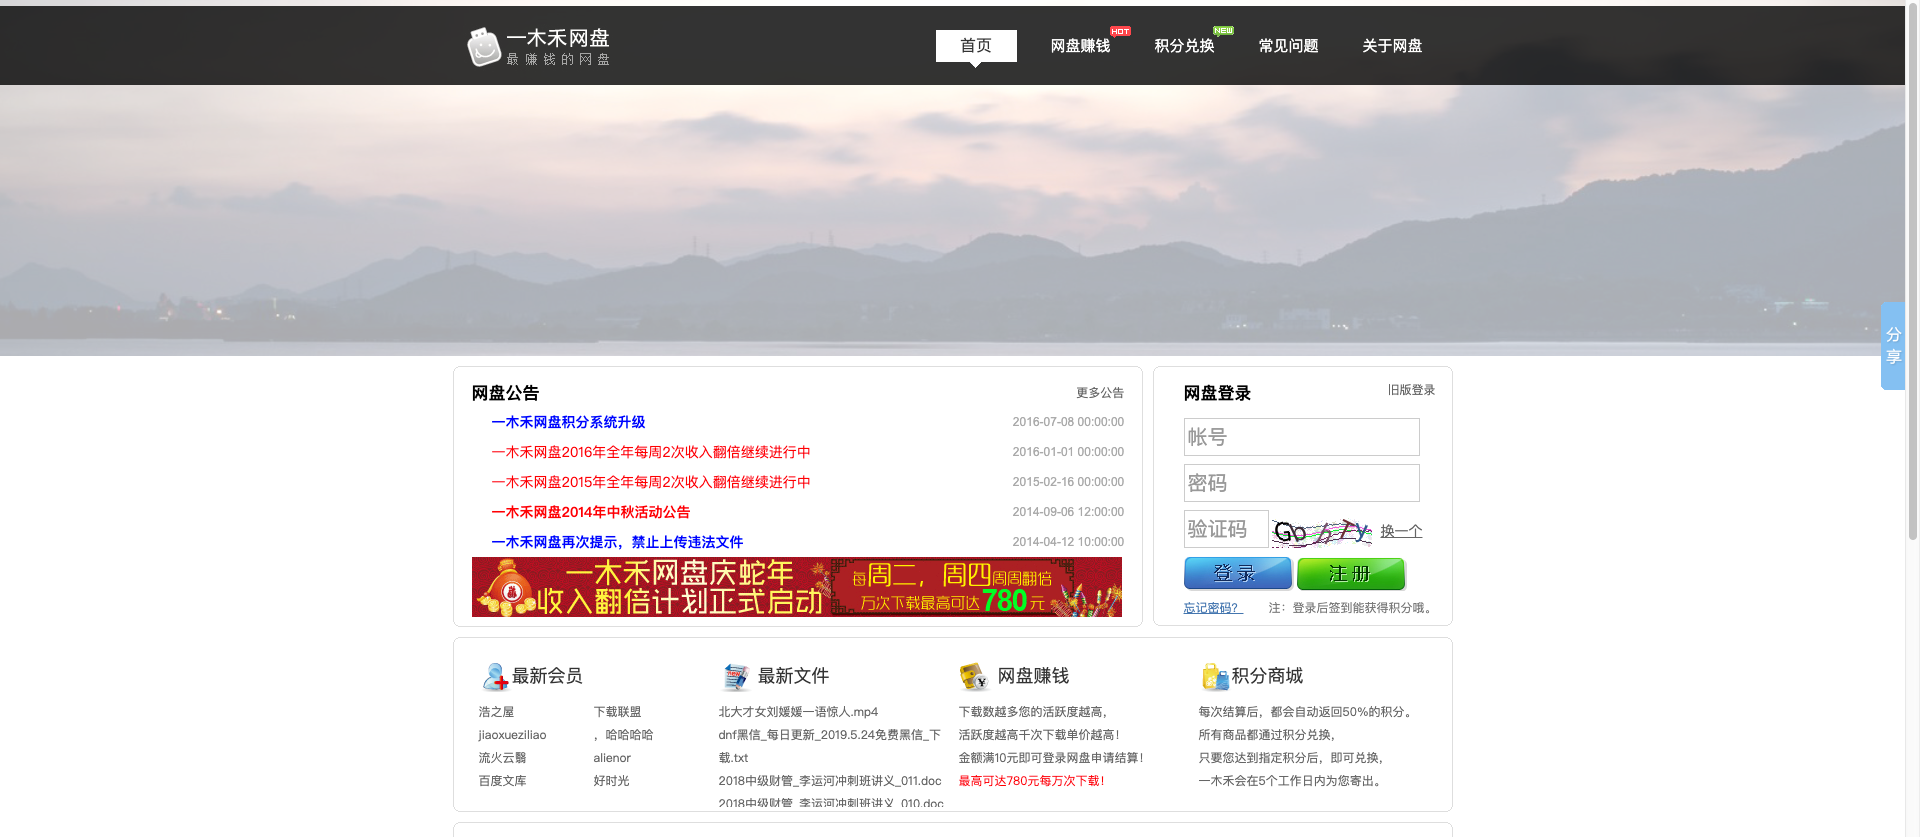 一木禾网盘
最赚钱的网盘
首页
网盘赚钱
HOT
积分兑换
NEW
常见问题
关于网盘
分享
网盘公告
更多公告
一木禾网盘积分系统升级
2016-07-08 00:00:00
一木禾网盘2016年全年每周2次收入翻倍继续进行中
2016-01-01 00:00:00
一木禾网盘2015年全年每周2次收入翻倍继续进行中
2015-02-16 00:00:00
一木禾网盘2014年中秋活动公告
2014-09-06 12:00:00
一木禾网盘再次提示，禁止上传违法文件
2014-04-12 10:00:00
一木禾网盘庆蛇年
收入翻倍计划正式启动
每周二，周四周周翻倍
万次下载最高可达780元
网盘登录
旧版登录
帐号
密码
验证码
换一个
登录
注册
忘记密码？
注：登录后签到能获得积分哦。
最新会员
浩之屋
下载联盟
jiaoxueziliao
，哈哈哈哈
流火云翳
alienor
百度文库
好时光
最新文件
北大才女刘媛媛一语惊人.mp4
dnf黑信_每日更新_2019.5.24免费黑信_下
载.txt
2018中级财管_李运河冲刺班讲义_011.doc
2018中级财管_李运河冲刺班讲义_010.doc
网盘赚钱
下载数越多您的活跃度越高，
活跃度越高千次下载单价越高！
金额满10元即可登录网盘申请结算！
最高可达780元每万次下载！
积分商城
每次结算后，都会自动返回50%的积分。
所有商品都通过积分兑换，
只要您达到指定积分后，即可兑换，
一木禾会在5个工作日内为您寄出。